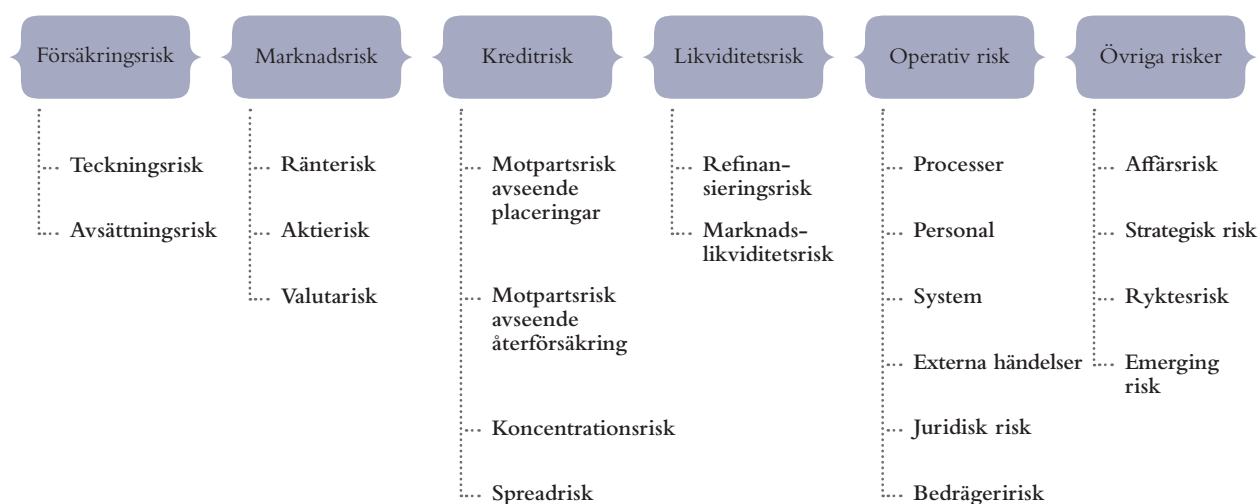 Försäkringsrisk
Teckningsrisk
Avsättningsrisk
Marknadsrisk
Ränterisk
Aktierisk
Valutarisk
Kreditrisk
Motpartsrisk
avseende
placeringar
Motpartsrisk
avseende
återförsäkring
Koncentrationsrisk
Spreadrisk
Likviditetsrisk
Refinan-
sieringsrisk
Marknads-
likviditetsrisk
Operativ risk
Processer
Personal
System
Externa händelser
Juridisk risk
Bedrägeririsk
Övriga risker
Affärsrisk
Strategisk risk
Ryktesrisk
Emerging
risk